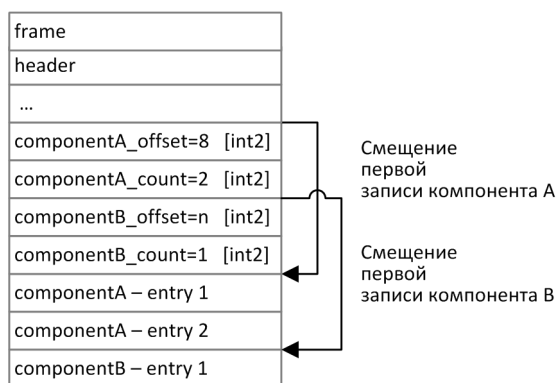 frame
header
...
componentA_offset=8 [int2]
componentA_count=2 [int2]
componentB_offset=n [int2]
componentB_count=1 [int2]
componentA – entry 1
componentA – entry 2
componentB – entry 1
Смещение
первой
записи компонента A
Смещение
первой
записи компонента B